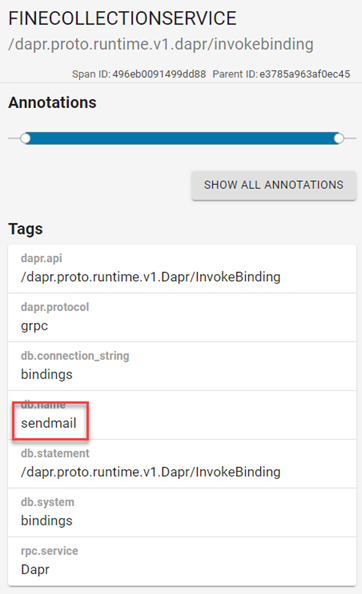 FINECOLLECTIONSERVICE
/dapr.proto.runtime.v1.dapr/invokebinding
Span ID: 496eb0091499dd88 Parent ID: e3785a963af0ec45
Annotations
SHOW ALL ANNOTATIONS
Tags
dapr.api
/dapr.proto.runtime.v1.Dapr/InvokeBinding
dapr.protocol
grpc
db.connection_string
bindings
db.name
sendmail
db.statement
/dapr.proto.runtime.v1.Dapr/InvokeBinding
db.system
bindings
rpc.service
Dapr